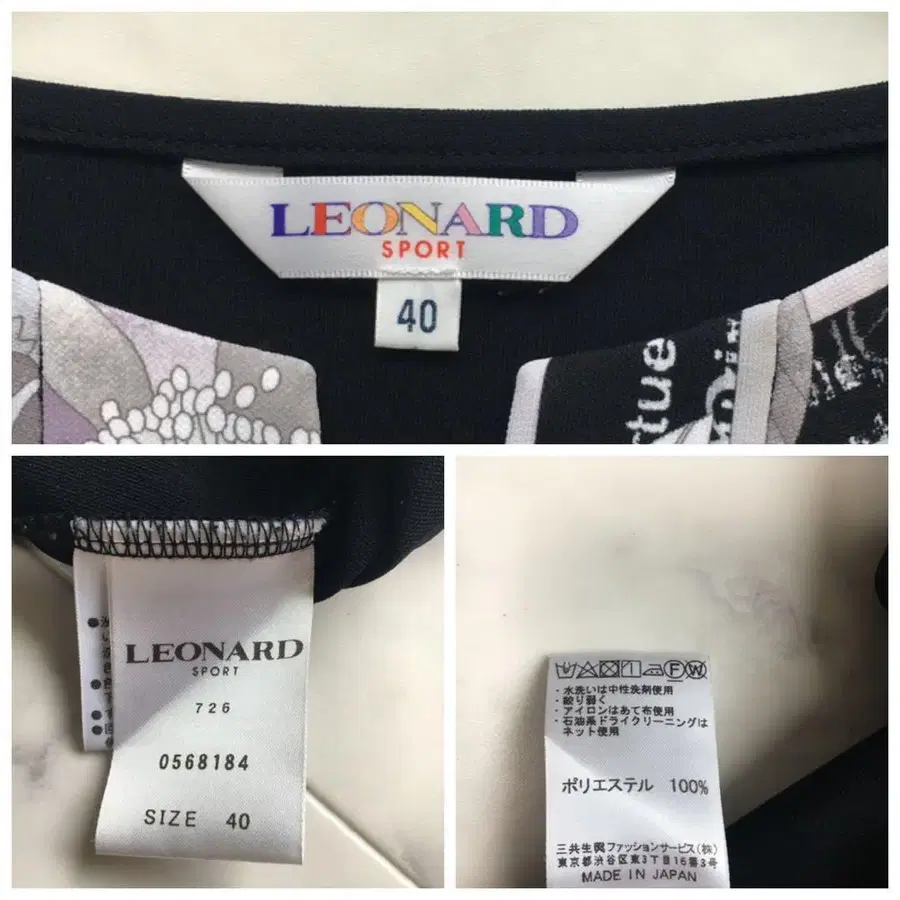 LEONARD
SPORT
40
rtue
LEONARD
SPORT
726
0568184
SIZE 40
・水洗いは中性洗剤使用
・絞り弱く
・アイロンはあて布使用
・石油系ドライクリーニングは
ネット使用
ポリエステル 100%
三共生興ファッションサービス(株)
東京都渋谷区東3丁目16番3号
MADE IN JAPAN